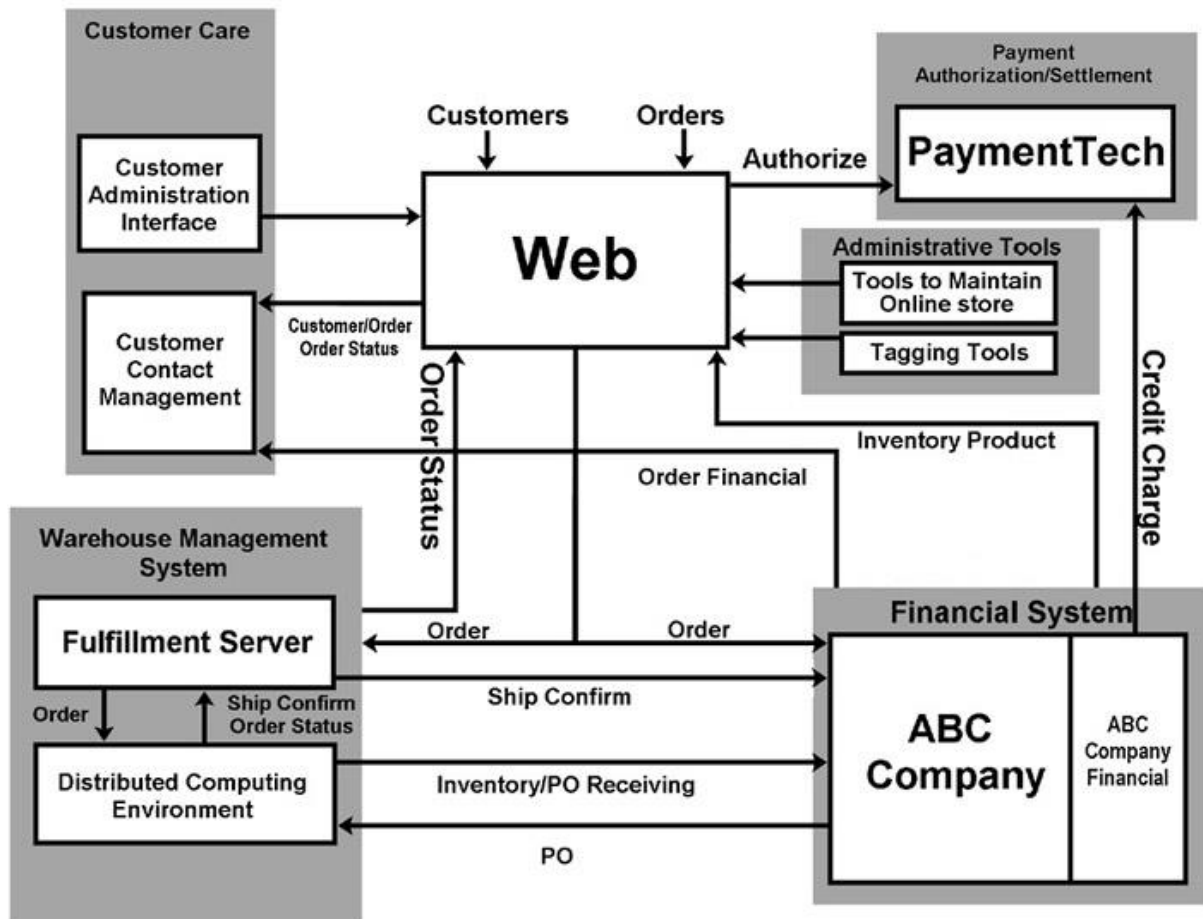 Customer Care
Customer
Administration
Interface
Customer
Contact
Management
Customers
Orders
Web
Customer/Order
Order Status
Authorize
Payment
Authorization/Settlement
PaymentTech
Administrative Tools
Tools to Maintain
Online store
Tagging Tools
Order Status
Inventory Product
Order Financial
Credit Charge
Warehouse Management
System
Fulfillment Server
Order
Ship Confirm
Order Status
Distributed Computing
Environment
Order
Order
Ship Confirm
Inventory/PO Receiving
PO
Financial System
ABC
Company
ABC
Company
Financial